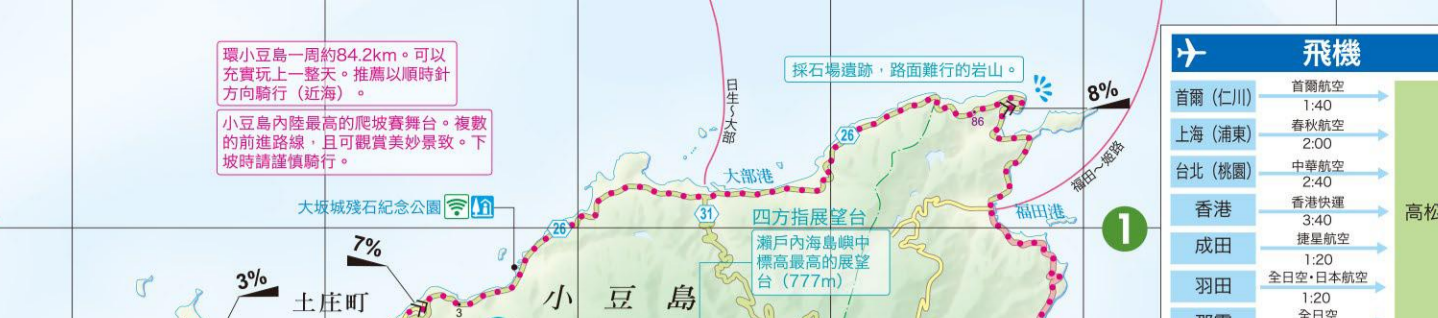 環小豆島一周約84.2km。可以
充實玩上一整天。推薦以順時針
方向騎行（近海）。
小豆島內陸最高的爬坡賽舞台。複數
的前進路線，且可觀賞美妙景致。下
坡時請謹慎騎行。
大坂城殘石紀念公園
7%
3%
土庄町
3
26
小豆島
日生～大部
大部港
31
四方指展望台
瀨戶內海島嶼中
標高最高的展望
台（777m）
26
採石場遺跡，路面難行的岩山。
86
8%
福田～姬路
福田港
1
飛機
首爾（仁川）
首爾航空
1:40
上海（浦東）
春秋航空
2:00
台北（桃園）
中華航空
2:40
香港
香港快運
3:40
成田
捷星航空
1:20
羽田
全日空・日本航空
1:20
全日空
高松